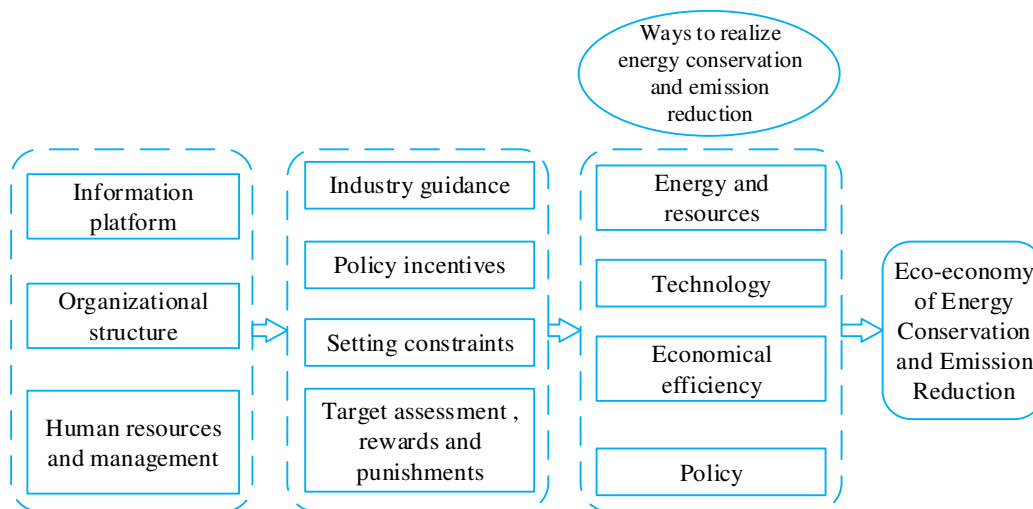 Ways to realize
energy conservation
and emission
reduction
Information
platform
Organizational
structure
Human resources
and management
Industry guidance
Policy incentives
Setting constraints
Target assessment ,
rewards and
punishments
Energy and
resources
Technology
Economical
efficiency
Policy
Eco-economy
of Energy
Conservation
and Emission
Reduction